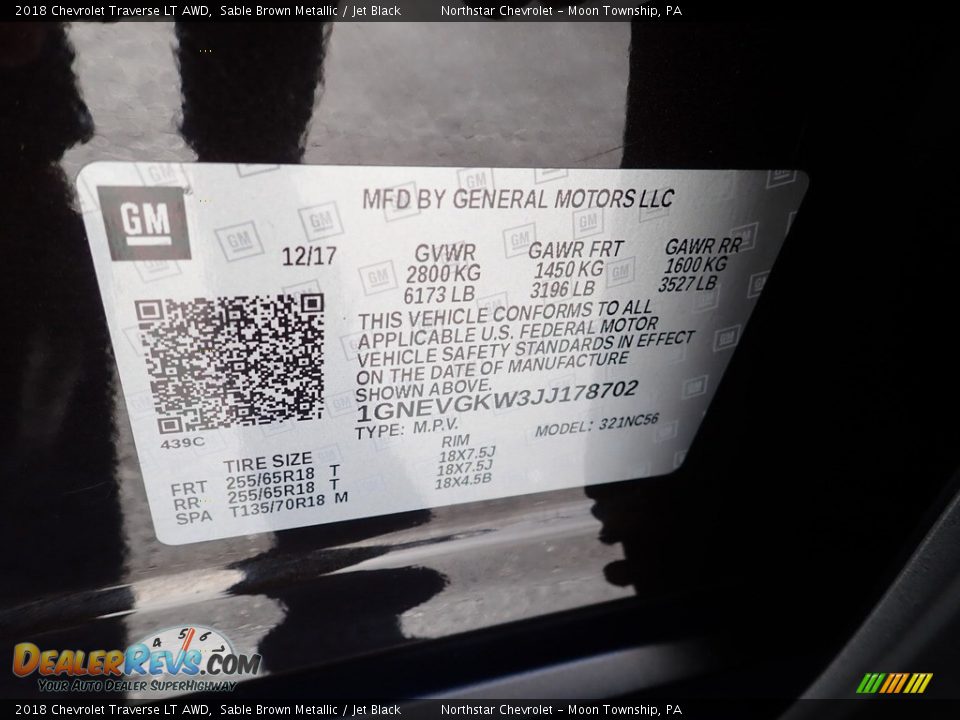 2018 Chevrolet Traverse LT AWD, Sable Brown Metallic / Jet Black Northstar Chevrolet - Moon Township, PA
GM
MFD BY GENERAL MOTORS LLC
12/17
GVWR GAWR FRT GAWR RR
2800 KG 1450 KG 1600 KG
6173 LB 3196 LB 3527 LB
THIS VEHICLE CONFORMS TO ALL
APPLICABLE U.S. FEDERAL MOTOR
VEHICLE SAFETY STANDARDS IN EFFECT
ON THE DATE OF MANUFACTURE
SHOWN ABOVE.
1GNEVGKW3JJ178702
TYPE: M.P.V. MODEL: 321NC56
439C
TIRE SIZE RIM
FRT 255/65R18 T 18X7.5J
RR 255/65R18 T 18X7.5J
SPA T135/70R18 M 18X4.5B
4 5 6
DEALERREVS.COM
YOUR AUTO DEALER SUPERHIGHWAY
2018 Chevrolet Traverse LT AWD, Sable Brown Metallic / Jet Black Northstar Chevrolet - Moon Township, PA